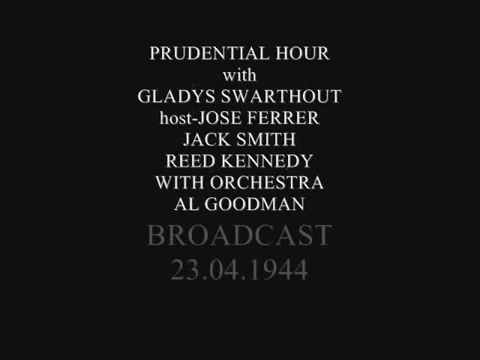 PRUDENTIAL HOUR
with
GLADYS SWARTHOUT
host-JOSE FERRER
JACK SMITH
REED KENNEDY
WITH ORCHESTRA
AL GOODMAN
BROADCAST
23.04.1944